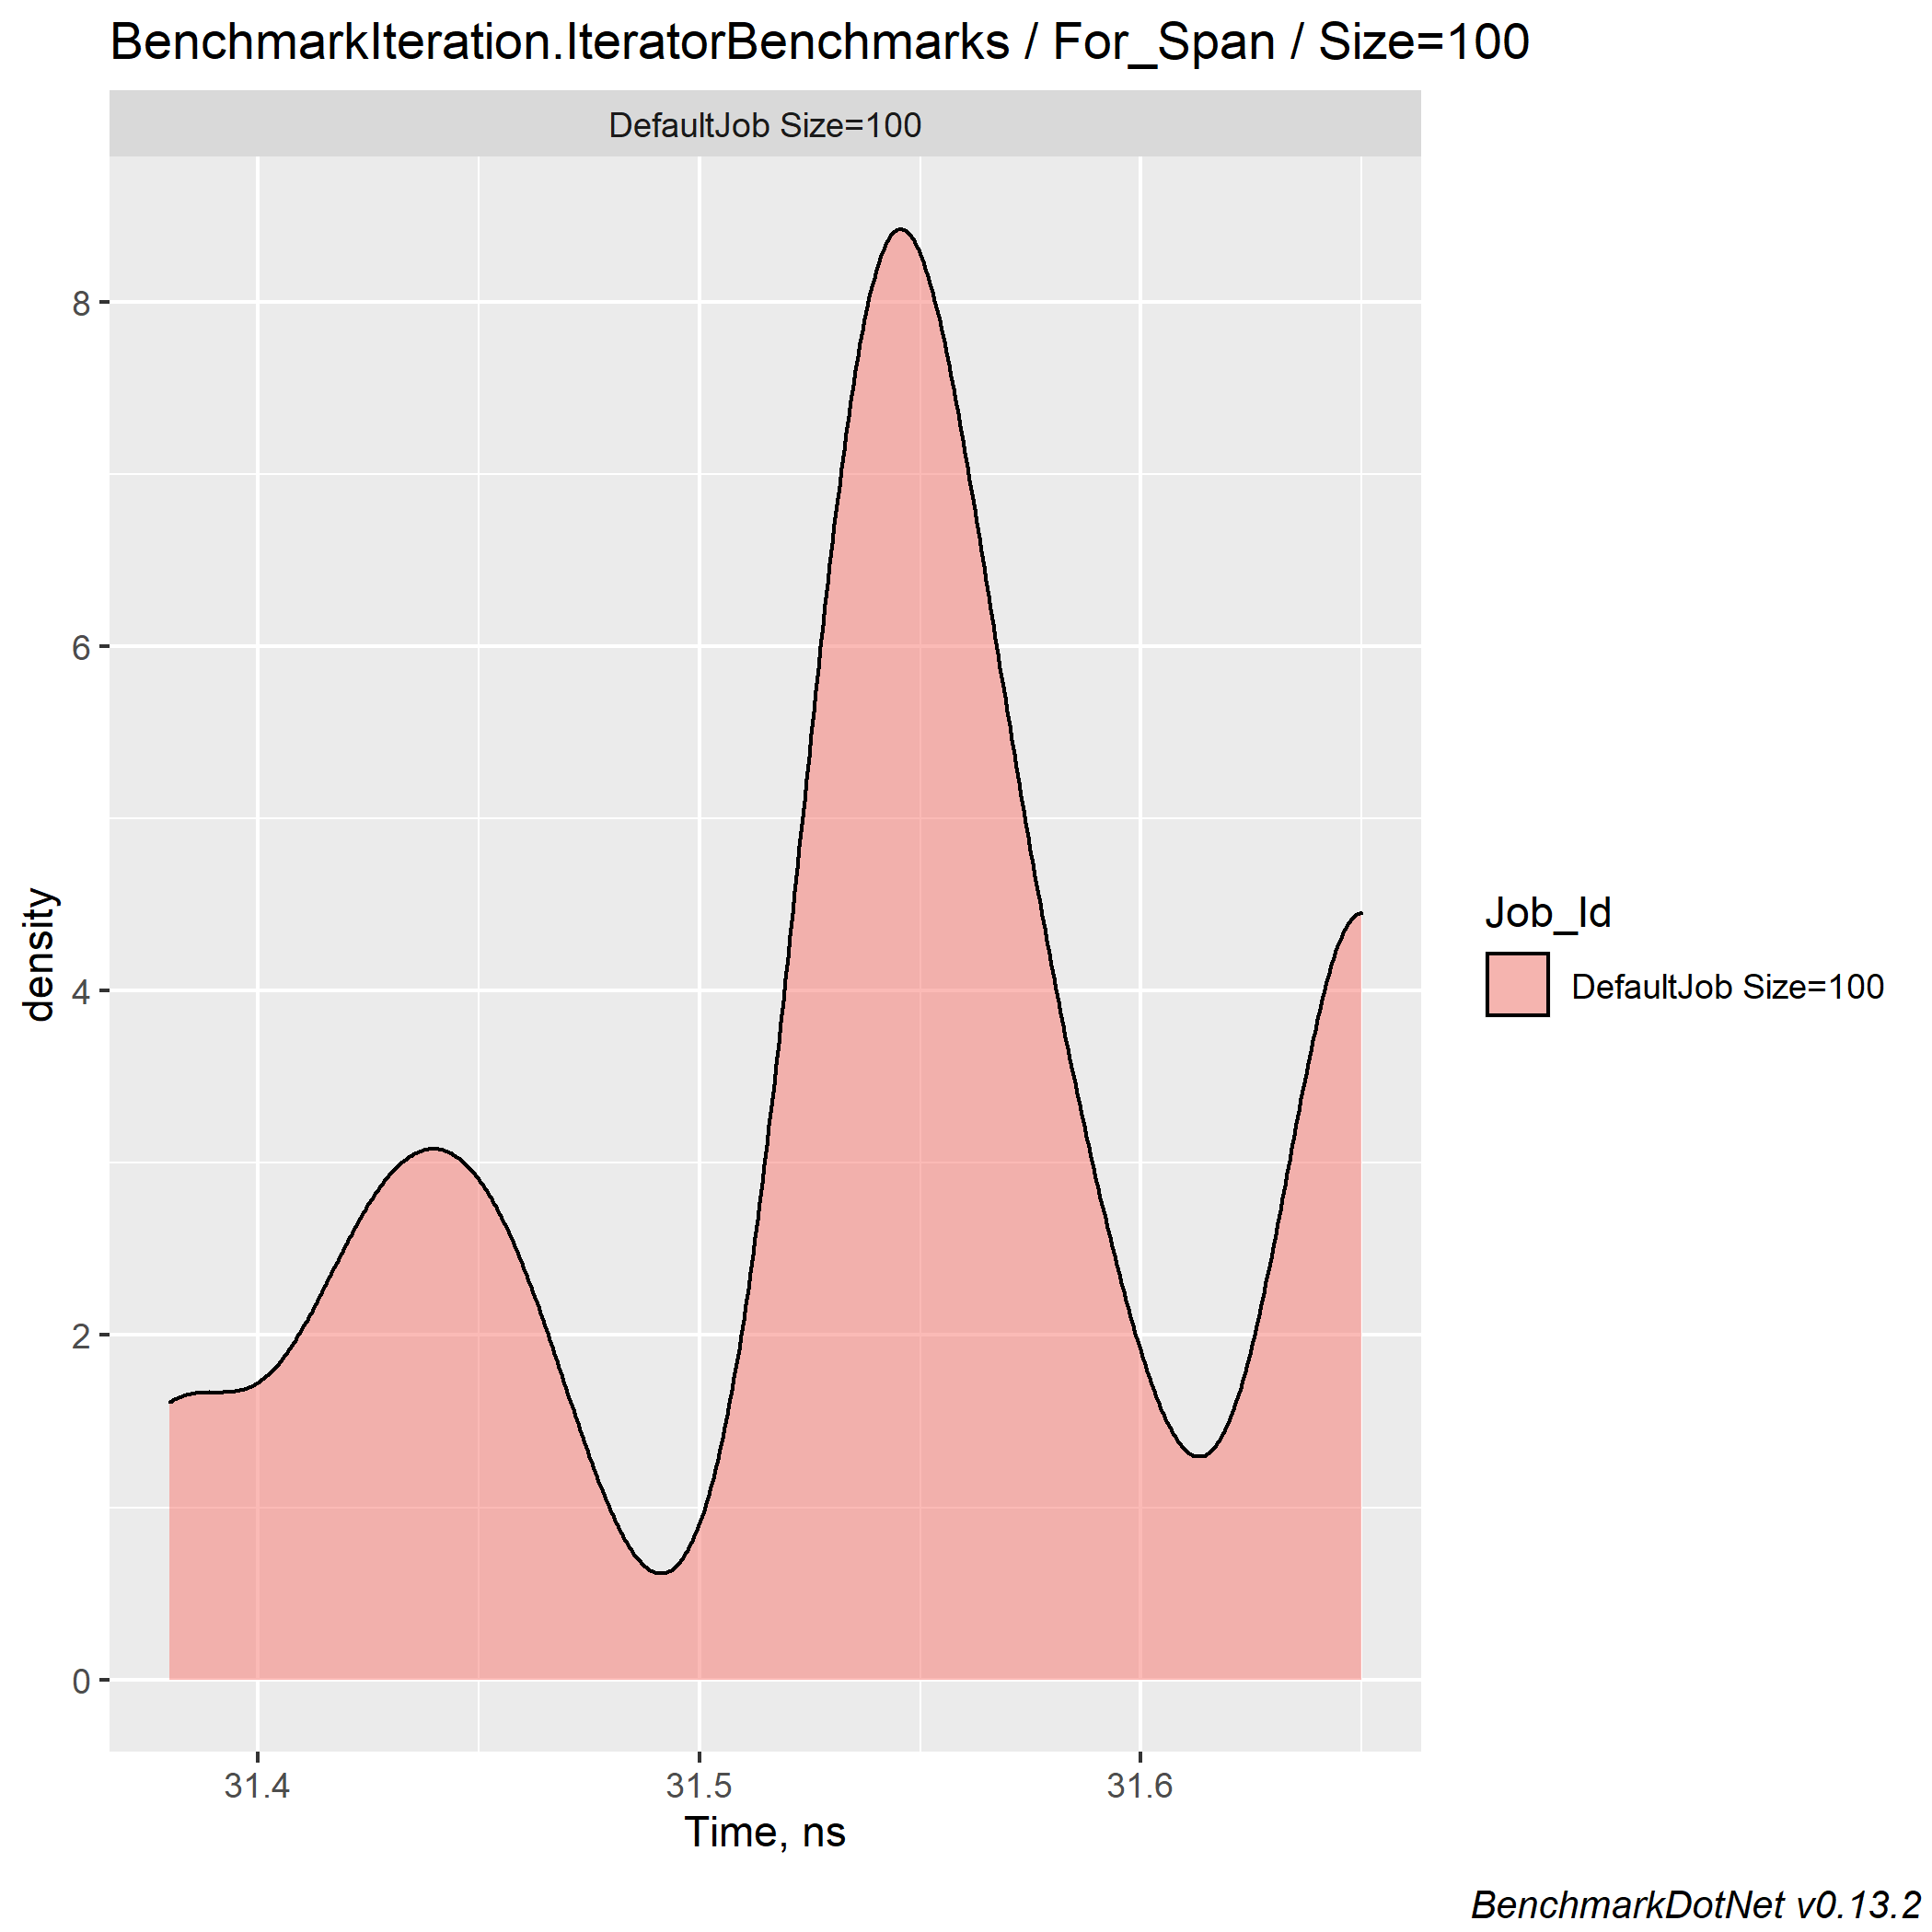 BenchmarkIteration.IteratorBenchmarks / For_Span / Size=100
DefaultJob Size=100
8
6
4
2
0
density
31.4 31.5 31.6
Time, ns
Job_Id
DefaultJob Size=100
BenchmarkDotNet v0.13.2